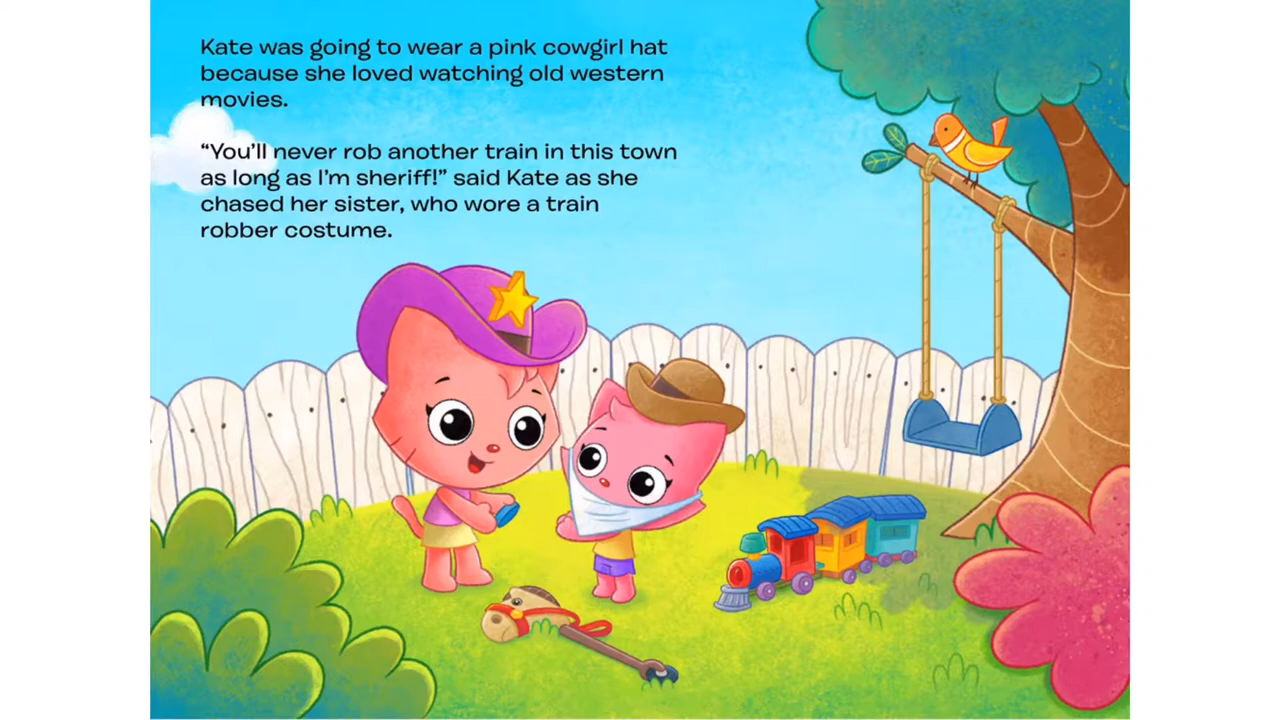 Kate was going to wear a pink cowgirl hat
because she loved watching old western
movies.
“You’ll never rob another train in this town
as long as I’m sheriff!” said Kate as she
chased her sister, who wore a train
robber costume.